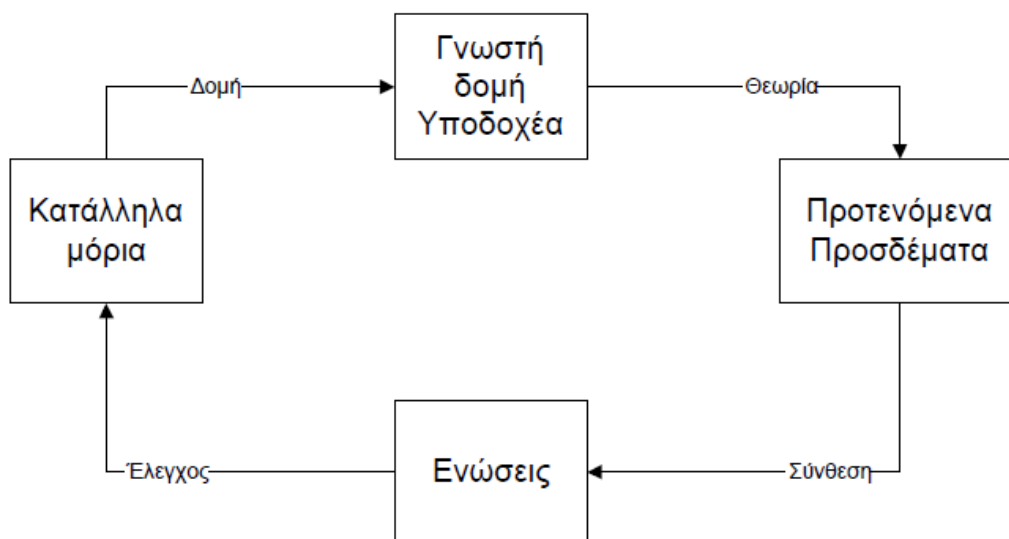 Γνωστή
δομή
Υποδοχέα
Δομή
Θεωρία
Κατάλληλα
μόρια
Προτενόμενα
Προσδέματα
Ενώσεις
Έλεγχος
Σύνθεση